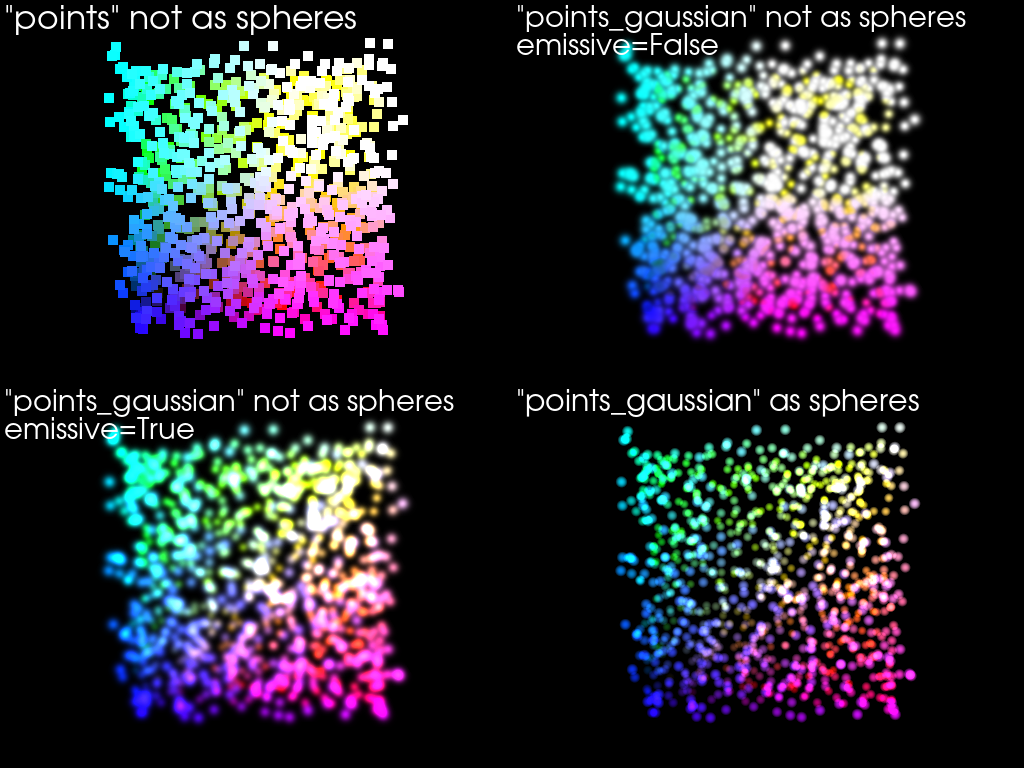 "points" not as spheres
"points_gaussian" not as spheres
emissive=False
"points_gaussian" not as spheres
emissive=True
"points_gaussian" as spheres